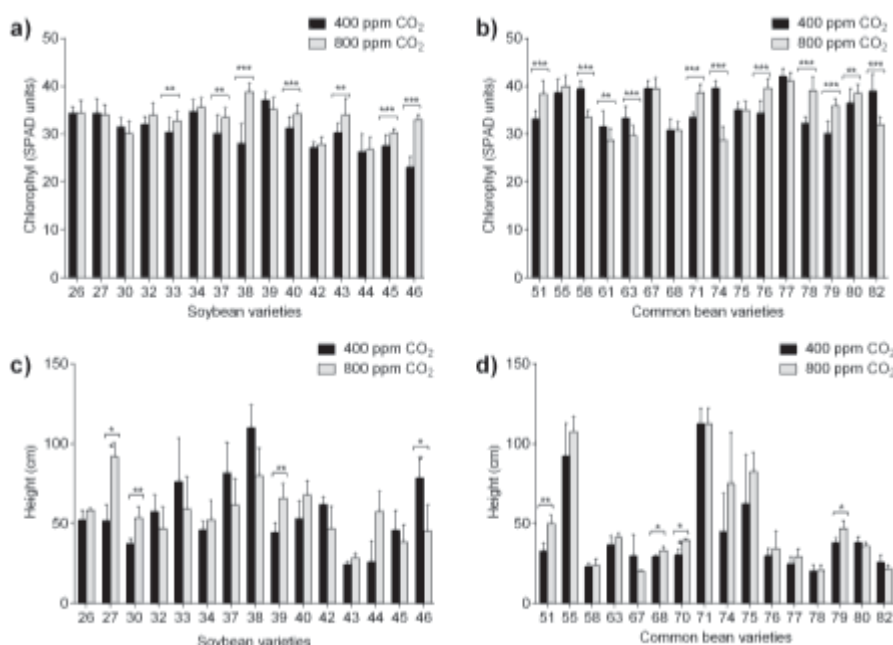 a)
400 ppm CO2
800 ppm CO2
Chlorophyl (SPAD units)
50
40
30
20
10
0
26 27 30 32 33 34 37 38 39 40 42 43 44 45 46
Soybean varieties
** ** *** *** ** *** ***
b)
400 ppm CO2
800 ppm CO2
Chlorophyl (SPAD units)
50
40
30
20
10
0
51 55 58 61 63 67 68 71 74 75 76 77 78 79 80 82
Common bean varieties
*** *** ** *** *** *** *** *** *** ** ***
c)
400 ppm CO2
800 ppm CO2
Height (cm)
150
100
50
0
26 27 30 32 33 34 37 38 39 40 42 43 44 45 46
Soybean varieties
* ** ** *
d)
400 ppm CO2
800 ppm CO2
Height (cm)
150
100
50
0
51 55 58 63 67 68 70 71 74 75 76 77 78 79 80 82
Common bean varieties
** * * *